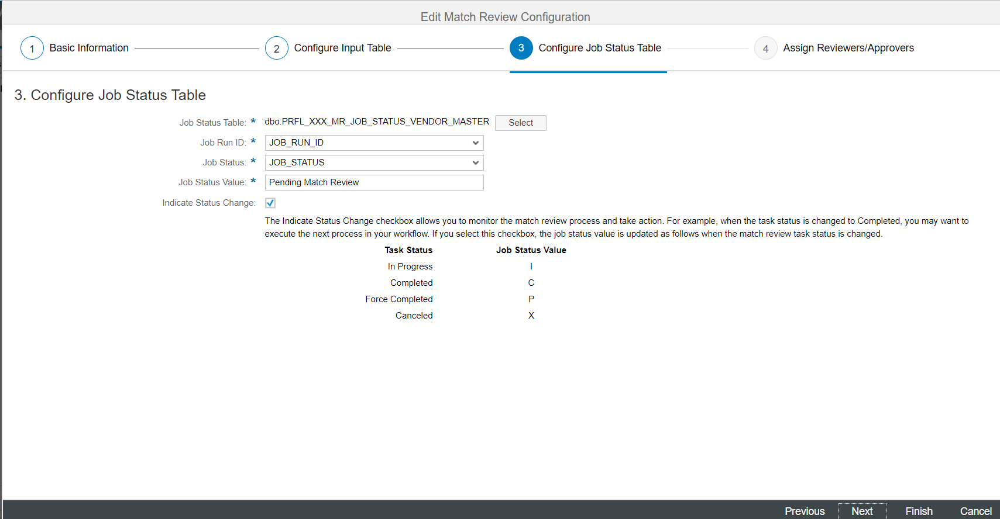 Edit Match Review Configuration
1 Basic Information 2 Configure Input Table 3 Configure Job Status Table 4 Assign Reviewers/Approvers
3. Configure Job Status Table
Job Status Table: * dbo.PRFL_XXX_MR_JOB_STATUS_VENDOR_MASTER Select
Job Run ID: * JOB_RUN_ID
Job Status: * JOB_STATUS
Job Status Value: * Pending Match Review
Indicate Status Change:
The Indicate Status Change checkbox allows you to monitor the match review process and take action. For example, when the task status is changed to Completed, you may want to
execute the next process in your workflow. If you select this checkbox, the job status value is updated as follows when the match review task status is changed.
Task Status Job Status Value
In Progress I
Completed C
Force Completed P
Canceled X
Previous Next Finish Cancel